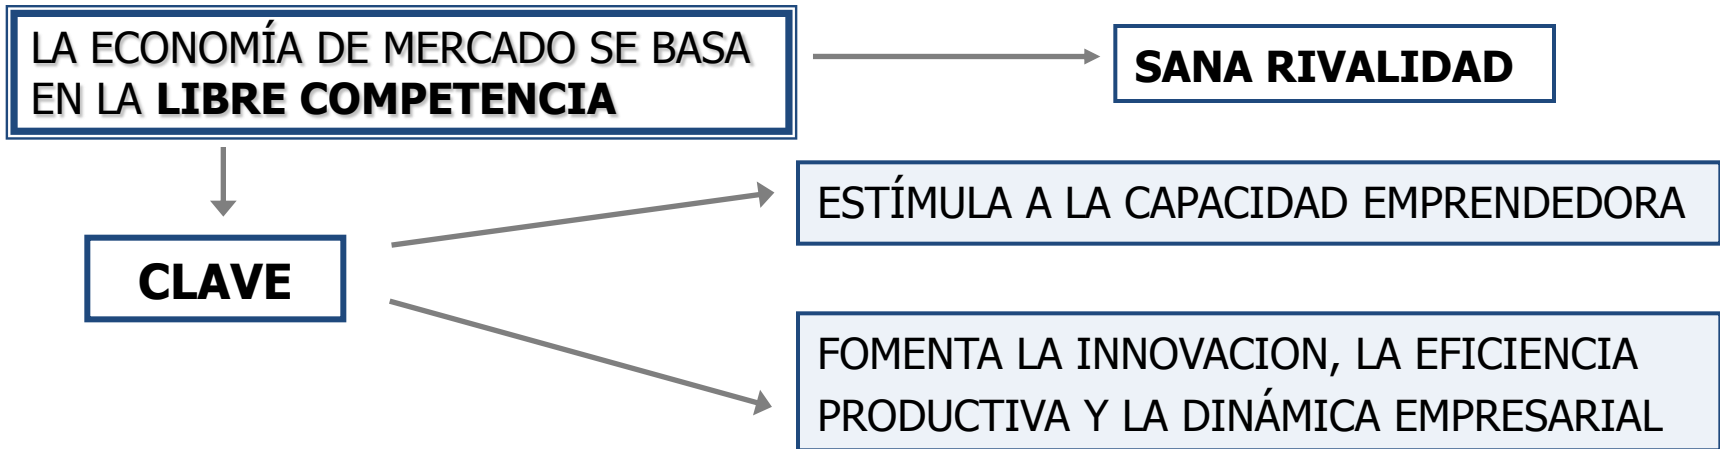 LA ECONOMÍA DE MERCADO SE BASA
EN LA LIBRE COMPETENCIA
SANA RIVALIDAD
ESTÍMULA A LA CAPACIDAD EMPRENDEDORA
CLAVE
FOMENTA LA INNOVACION, LA EFICIENCIA
PRODUCTIVA Y LA DINÁMICA EMPRESARIAL